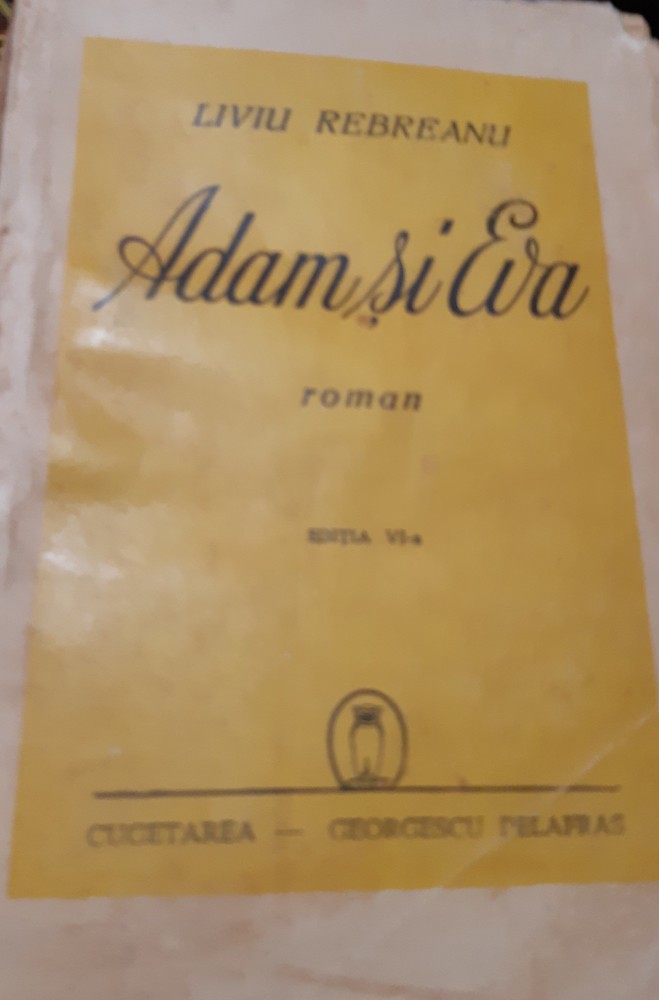 LIVIU REBREANU
Adam și Eva
roman
EDIȚIA VI-a
CUGETAREA — GEORGESCU DELAFRAS